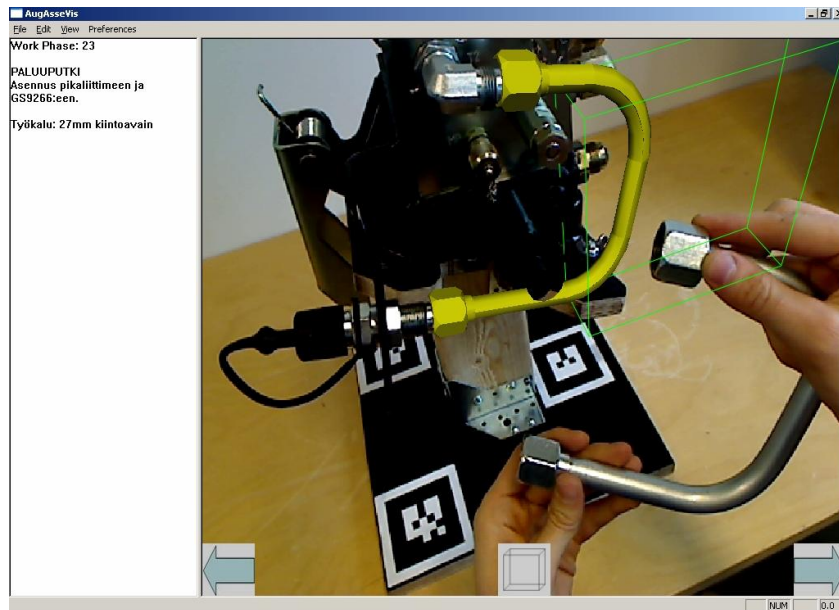 AugAsseVis
File Edit View Preferences
Work Phase: 23
PALUUPUTKI
Asennus pikaliittimeen ja
GS9266:een.
Työkalu: 27mm kiintoavain
NUM 0.0